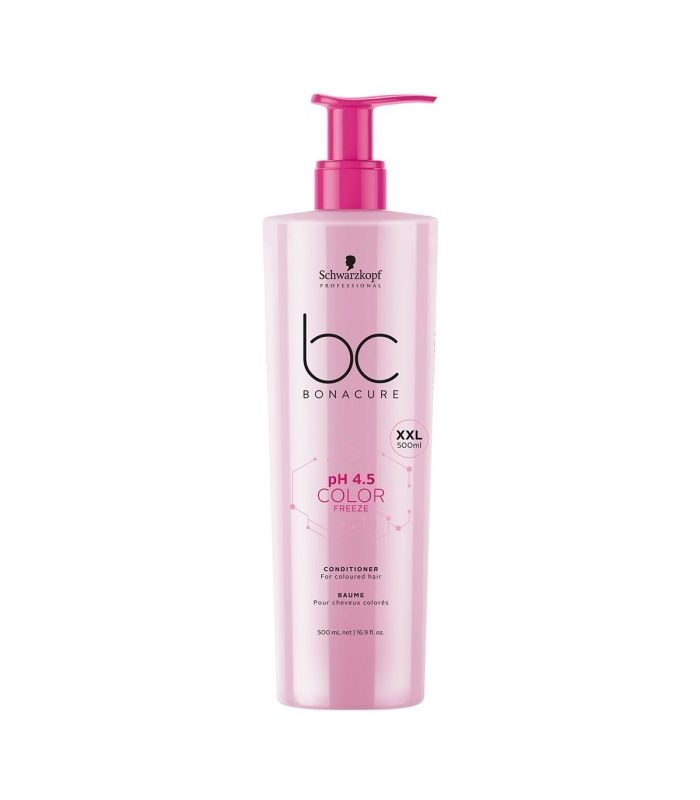 Schwarzkopf
PROFESSIONAL
bc
BONACURE
XXL
500ml
pH 4.5
COLOR
FREEZE
CONDITIONER
For coloured hair
BAUME
Pour cheveux colorés
500 mL net | 16.9 fl. oz.